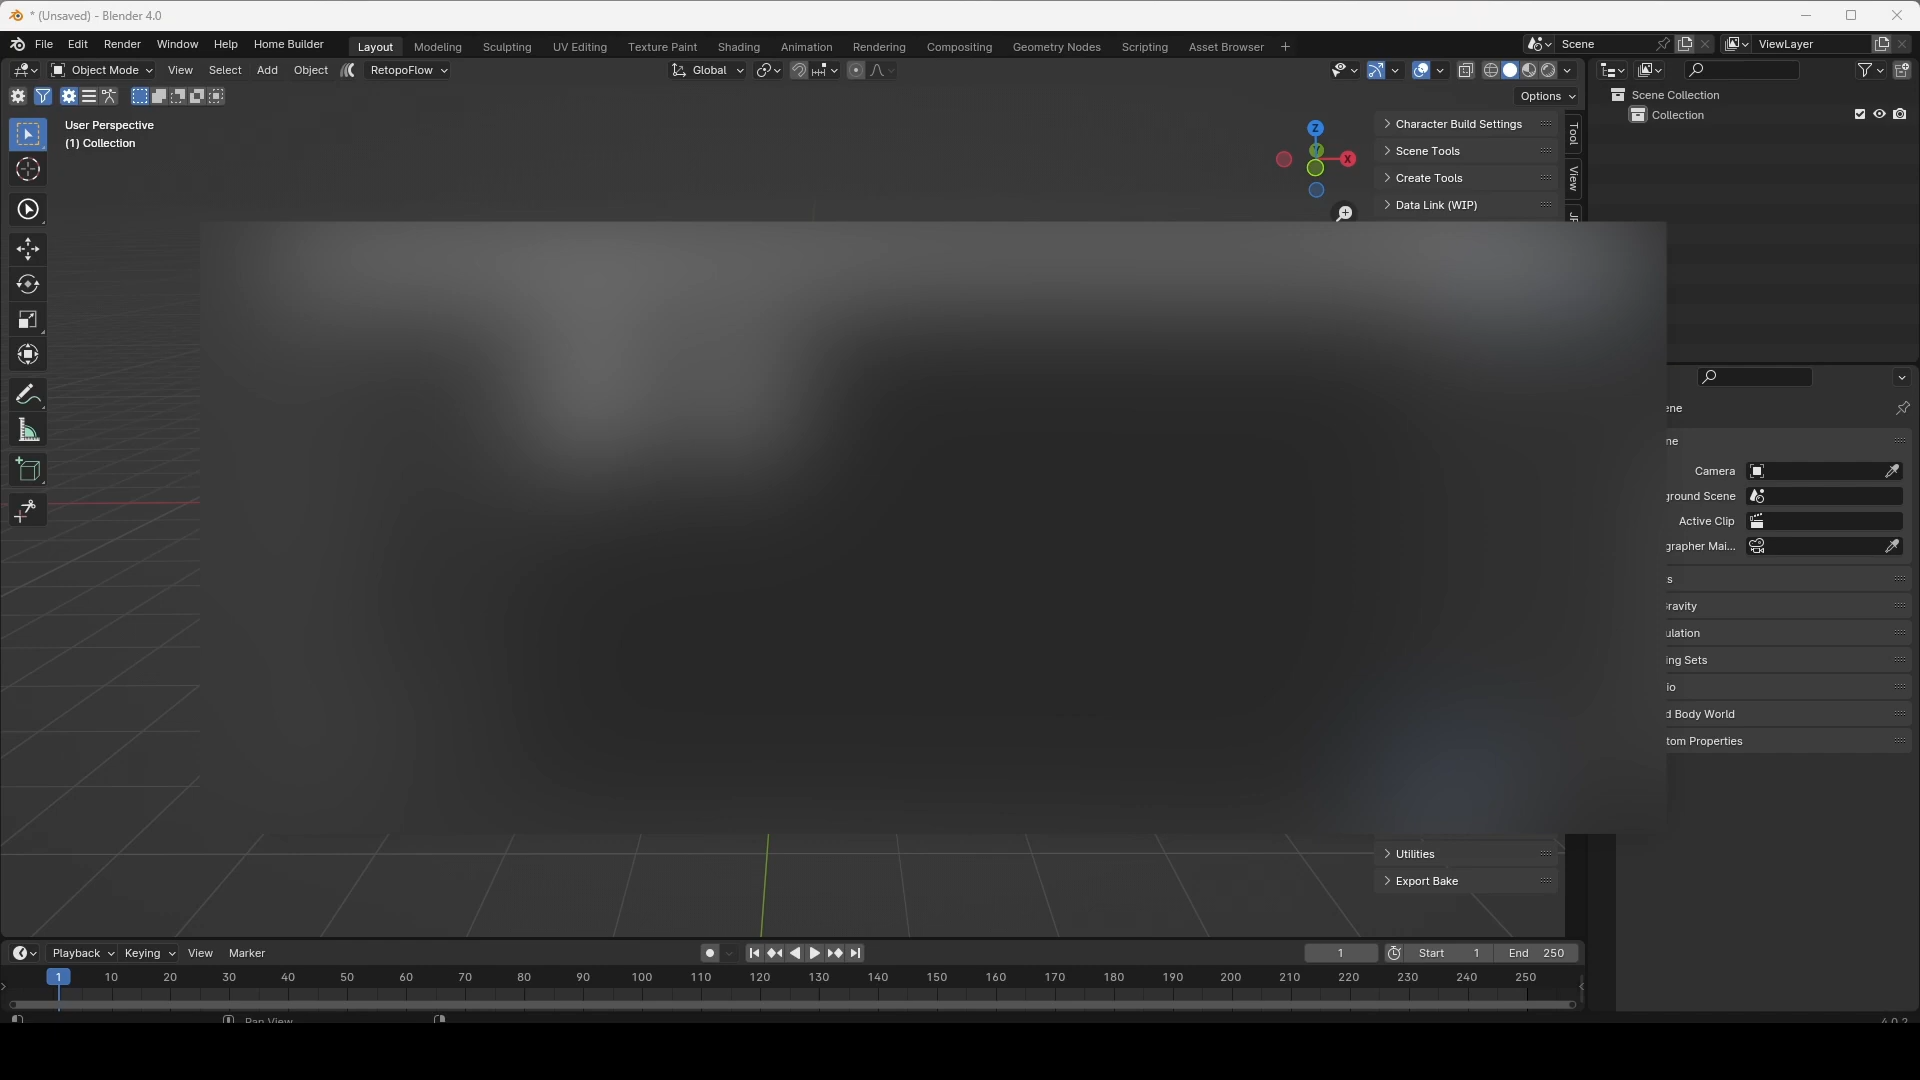 * (Unsaved) - Blender 4.0
File Edit Render Window Help Home Builder Layout Modeling Sculpting UV Editing Texture Paint Shading Animation Rendering Compositing Geometry Nodes Scripting Asset Browser + Scene ViewLayer
Object Mode View Select Add Object RetopoFlow Global
Options
User Perspective
(1) Collection
Z
Y
X
Character Build Settings
Scene Tools
Create Tools
Data Link (WIP)
Utilities
Export Bake
Tool
View
Scene Collection
Collection
ene
ne
Camera
ground Scene
Active Clip
grapher Mai...
s
ravity
ulation
ing Sets
io
d Body World
tom Properties
Playback Keying View Marker 1 Start 1 End 250
1 10 20 30 40 50 60 70 80 90 100 110 120 130 140 150 160 170 180 190 200 210 220 230 240 250
Pan View
4.0.2